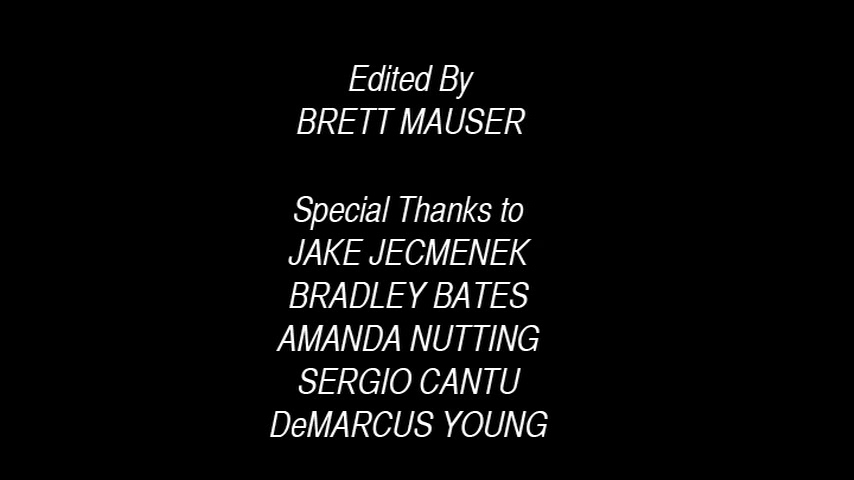 Edited By
BRETT MAUSER
Special Thanks to
JAKE JECMENEK
BRADLEY BATES
AMANDA NUTTING
SERGIO CANTU
DeMARCUS YOUNG